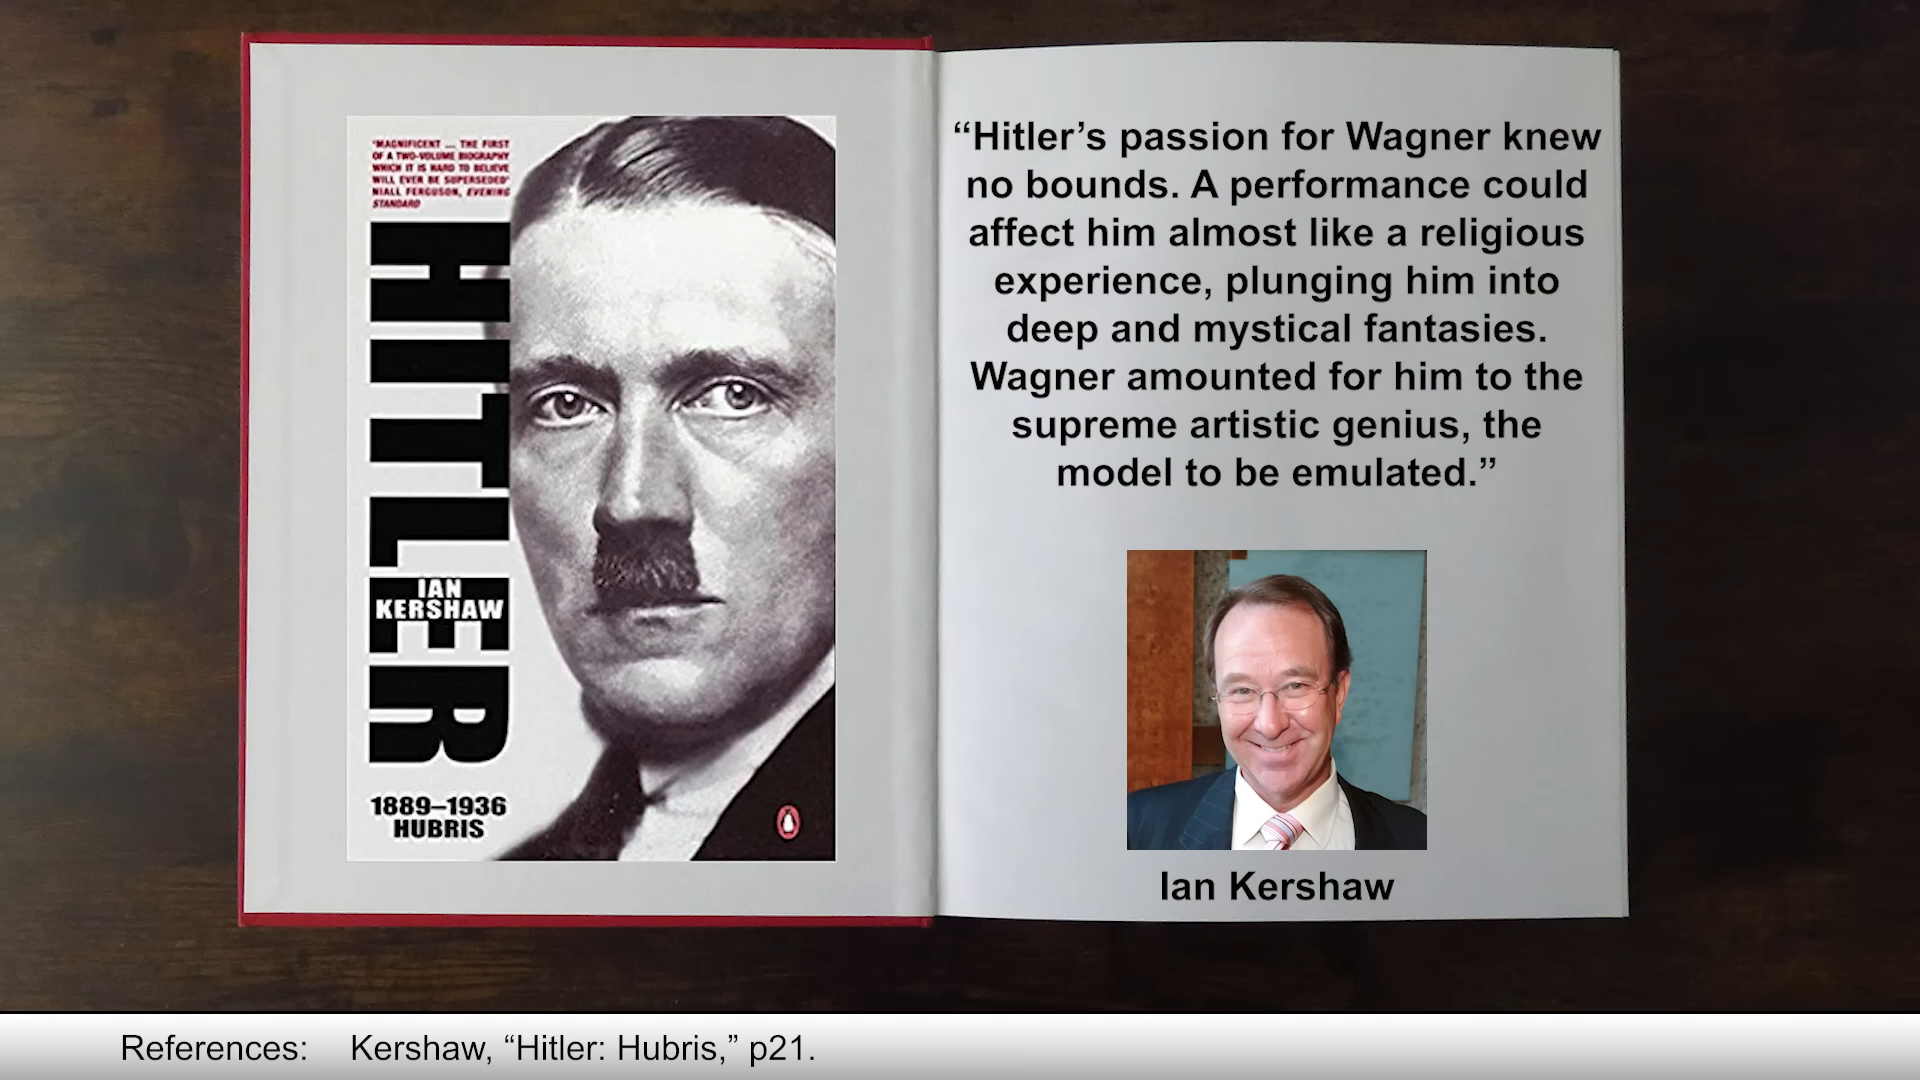 ‘MAGNIFICENT ... THE FIRST
OF A TWO-VOLUME BIOGRAPHY
WHICH IT IS HARD TO BELIEVE
WILL EVER BE SUPERSEDED’
NIALL FERGUSON, EVENING
STANDARD
HITLER
IAN
KERSHAW
1889–1936
HUBRIS
“Hitler’s passion for Wagner knew
no bounds. A performance could
affect him almost like a religious
experience, plunging him into
deep and mystical fantasies.
Wagner amounted for him to the
supreme artistic genius, the
model to be emulated.”
Ian Kershaw
References: Kershaw, “Hitler: Hubris,” p21.